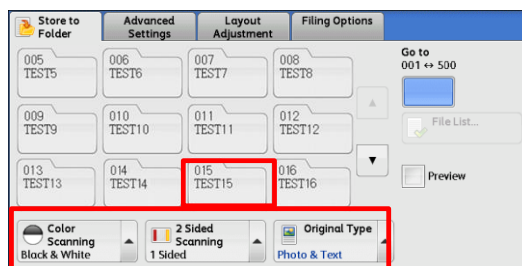 Store to
Folder
Advanced
Settings
Layout
Adjustment
Filing Options
005
TEST5
006
TEST6
007
TEST7
008
TEST8
Go to
001 ↔ 500
009
TEST9
010
TEST10
011
TEST11
012
TEST12
File List...
013
TEST13
014
TEST14
015
TEST15
016
TEST16
Preview
Color
Scanning
Black & White
2 Sided
Scanning
1 Sided
Original Type
Photo & Text